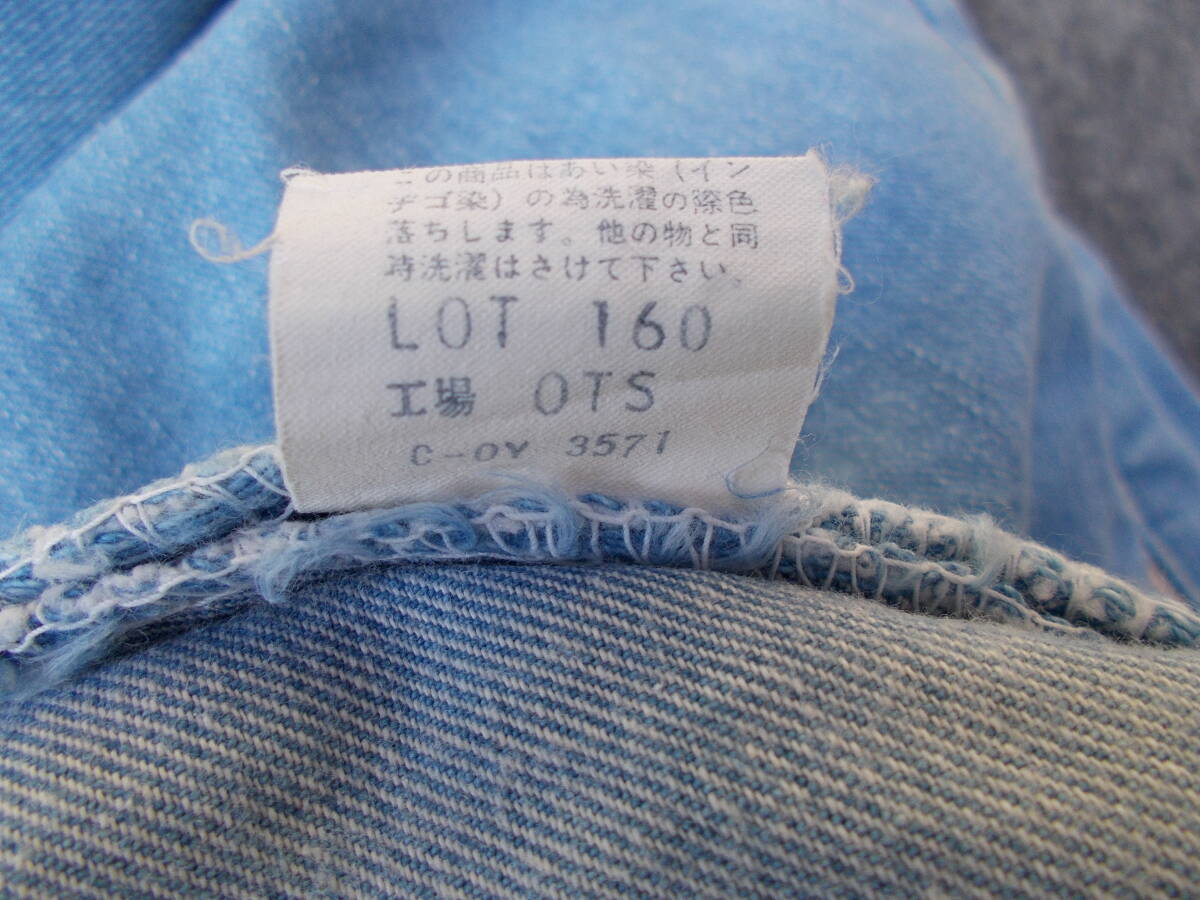 この商品はあい染(イン
ヂゴ染)の為洗濯の際色
落ちします。他の物と同
時洗濯はさけて下さい。
LOT 160
工場 OTS
C-OY 3571